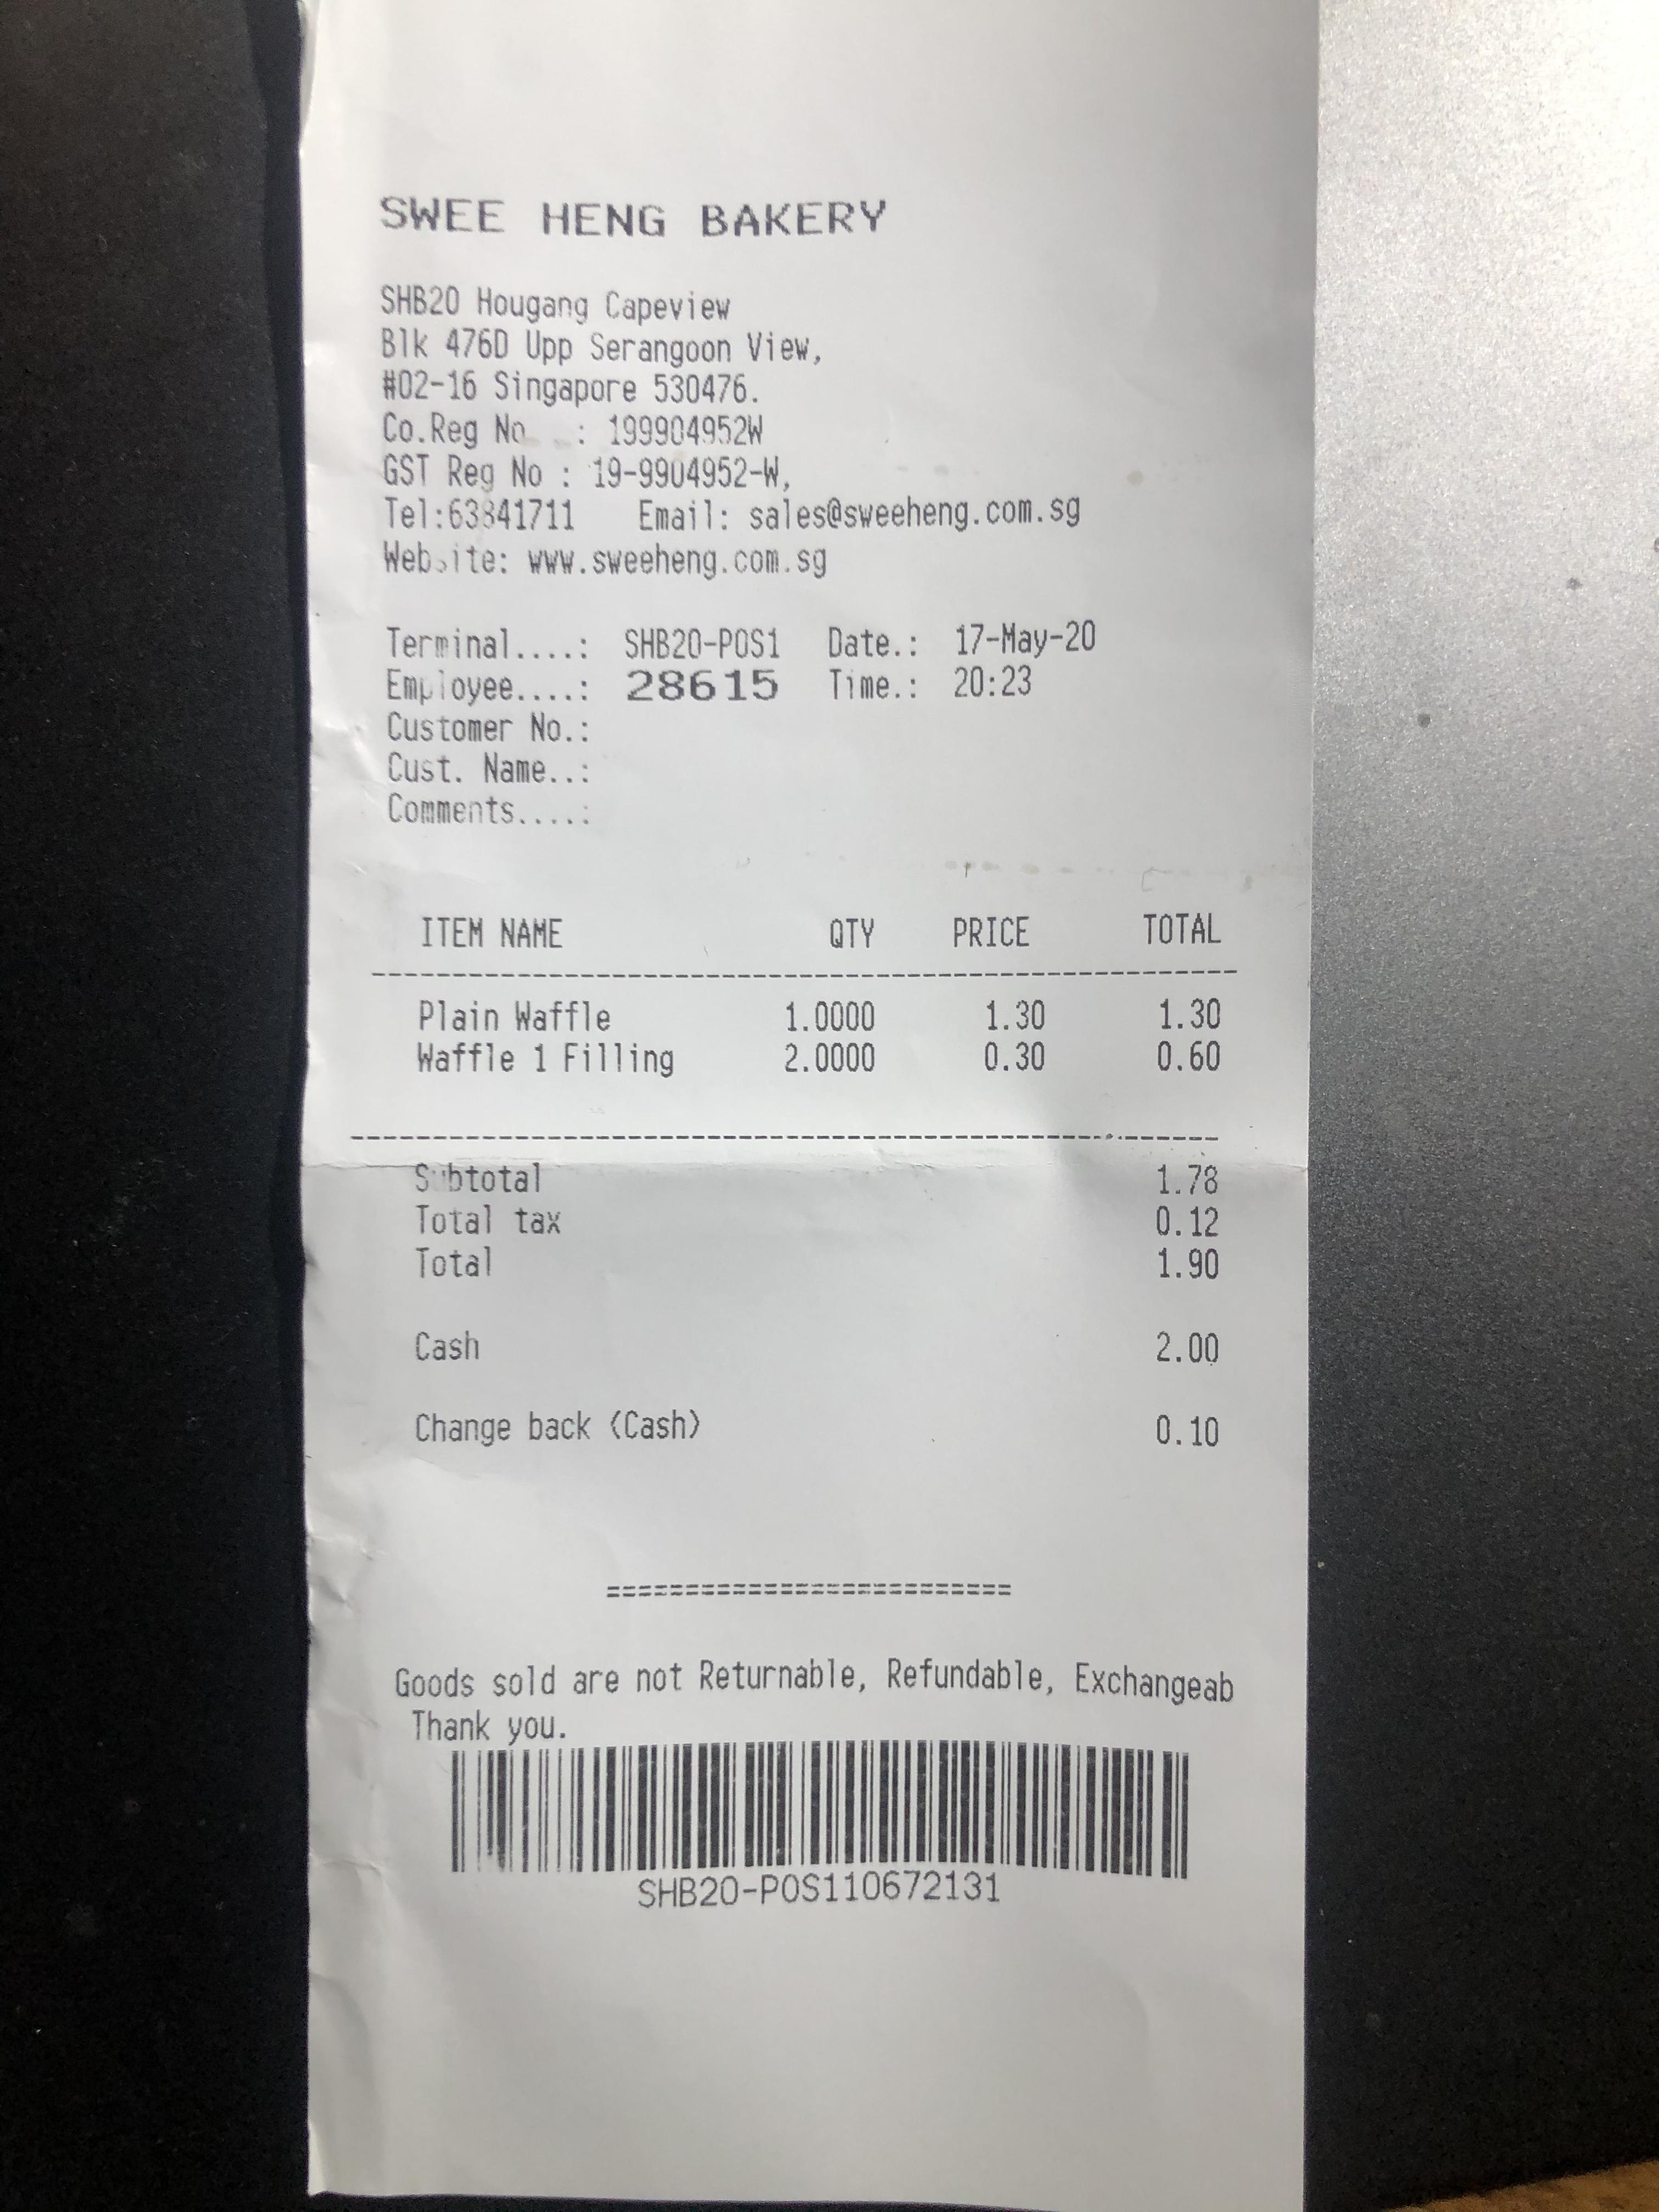 SWEE HENG BAKERY
SHB20 Hougang Capeview
Blk 476D Upp Serangoon View,
#02-16 Singapore 530476.
Co.Reg No : 199904952W
GST Reg No : 19-9904952-W,
Tel:63841711 Email: sales@sweeheng.com.sg
Website: www.sweeheng.com.sg
Terminal....: SHB20-POS1 Date.: 17-May-20
Employee....: 28615 Time.: 20:23
Customer No.:
Cust. Name..:
Comments....:
ITEM NAME QTY PRICE TOTAL
Plain Waffle 1.0000 1.30 1.30
Waffle 1 Filling 2.0000 0.30 0.60
Subtotal 1.78
Total tax 0.12
Total 1.90
Cash 2.00
Change back (Cash) 0.10
==========================
Goods sold are not Returnable, Refundable, Exchangeab
Thank you.
SHB20-POS110672131